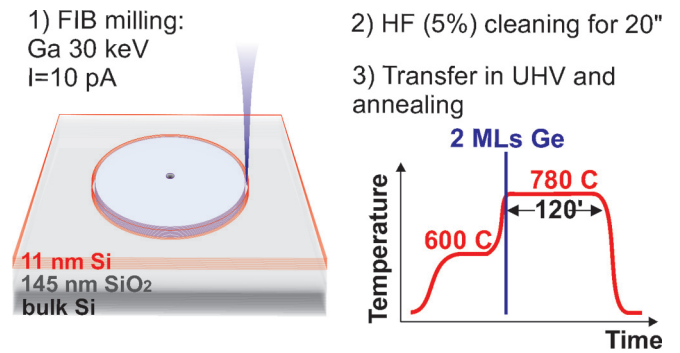 1) FIB milling:
Ga 30 keV
I=10 pA
11 nm Si
145 nm SiO₂
bulk Si
2) HF (5%) cleaning for 20"
3) Transfer in UHV and
annealing
2 MLs Ge
780 C
120'
600 C
Temperature
Time